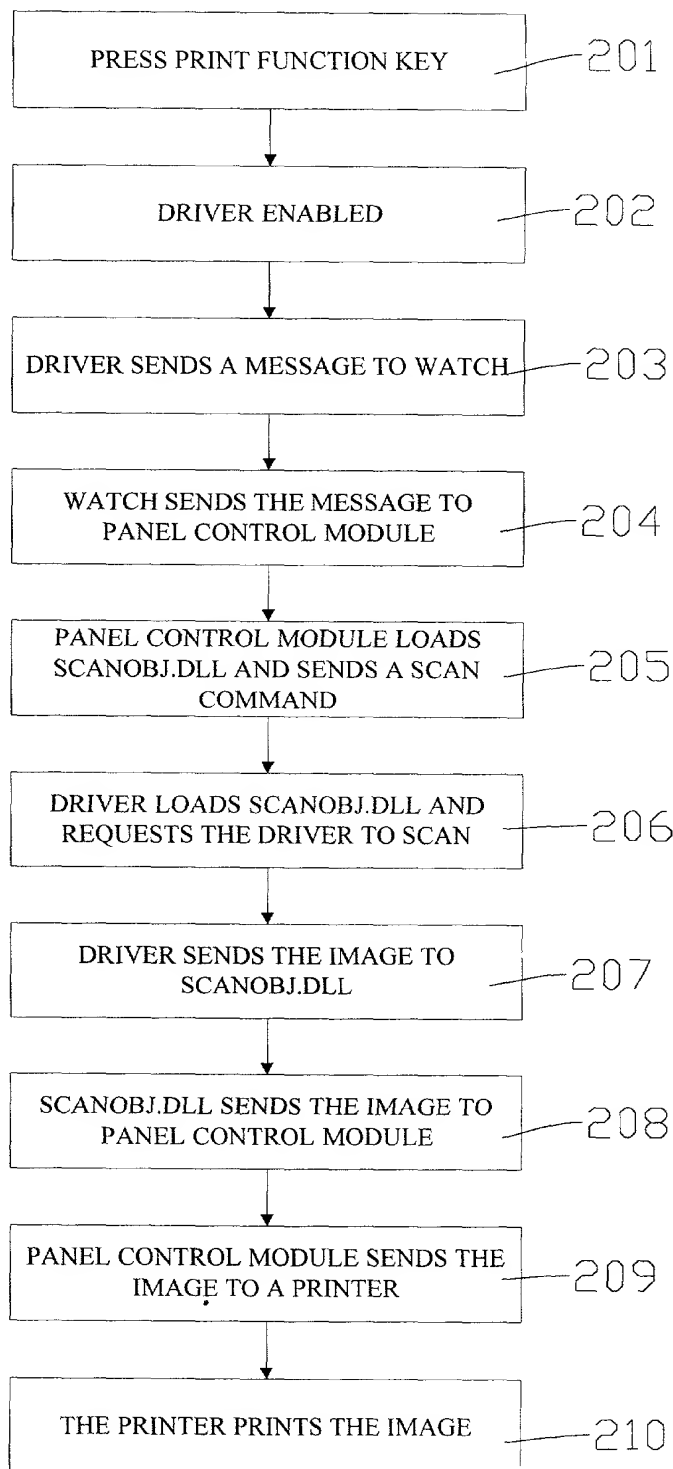 PRESS PRINT FUNCTION KEY
201
DRIVER ENABLED
202
DRIVER SENDS A MESSAGE TO WATCH
203
WATCH SENDS THE MESSAGE TO
PANEL CONTROL MODULE
204
PANEL CONTROL MODULE LOADS
SCANOBJ.DLL AND SENDS A SCAN
COMMAND
205
DRIVER LOADS SCANOBJ.DLL AND
REQUESTS THE DRIVER TO SCAN
206
DRIVER SENDS THE IMAGE TO
SCANOBJ.DLL
207
SCANOBJ.DLL SENDS THE IMAGE TO
PANEL CONTROL MODULE
208
PANEL CONTROL MODULE SENDS THE
IMAGE TO A PRINTER
209
THE PRINTER PRINTS THE IMAGE
210